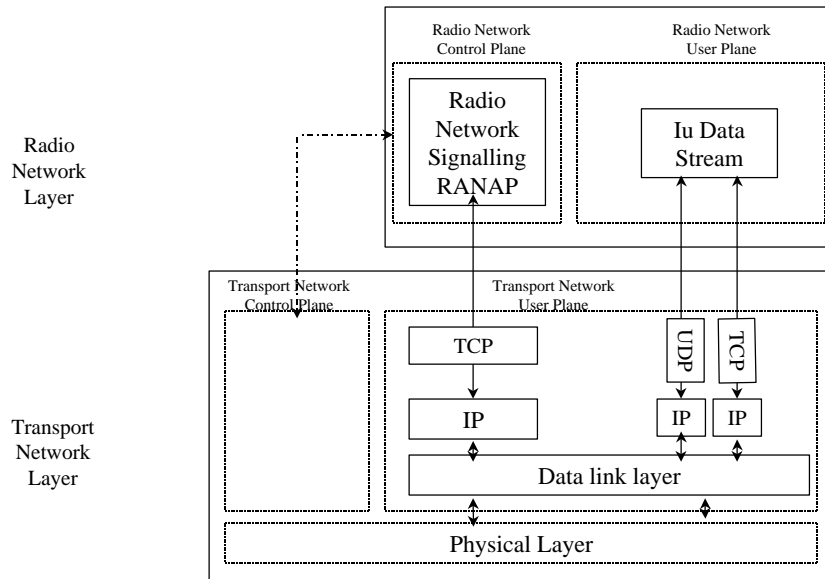 Radio Network
Control Plane
Radio Network
User Plane
Radio
Network
Layer
Radio
Network
Signalling
RANAP
Iu Data
Stream
Transport Network
Control Plane
Transport Network
User Plane
Transport
Network
Layer
TCP
UDP
TCP
IP
IP
IP
Data link layer
Physical Layer